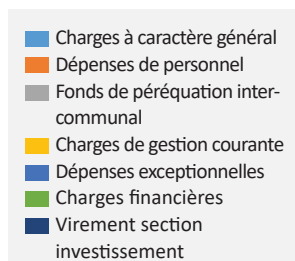 Charges à caractère général
Dépenses de personnel
Fonds de péréquation inter-
communal
Charges de gestion courante
Dépenses exceptionnelles
Charges financières
Virement section
investissement